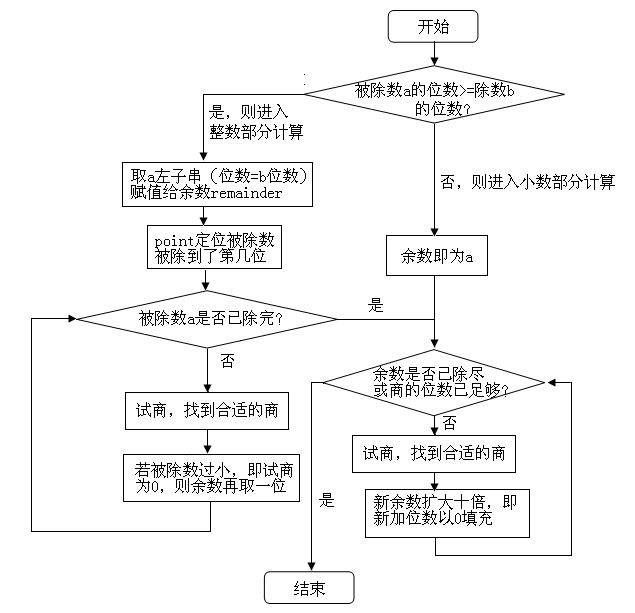 开始
被除数a的位数>=除数b
的位数?
是，则进入
整数部分计算
否，则进入小数部分计算
取a左子串（位数=b位数）
赋值给余数remainder
point定位被除数
被除到了第几位
余数即为a
被除数a是否已除完?
是
否
余数是否已除尽
或商的位数已足够?
否
试商，找到合适的商
试商，找到合适的商
若被除数过小，即试商
为0，则余数再取一位
是
新余数扩大十倍，即
新加位数以0填充
结束